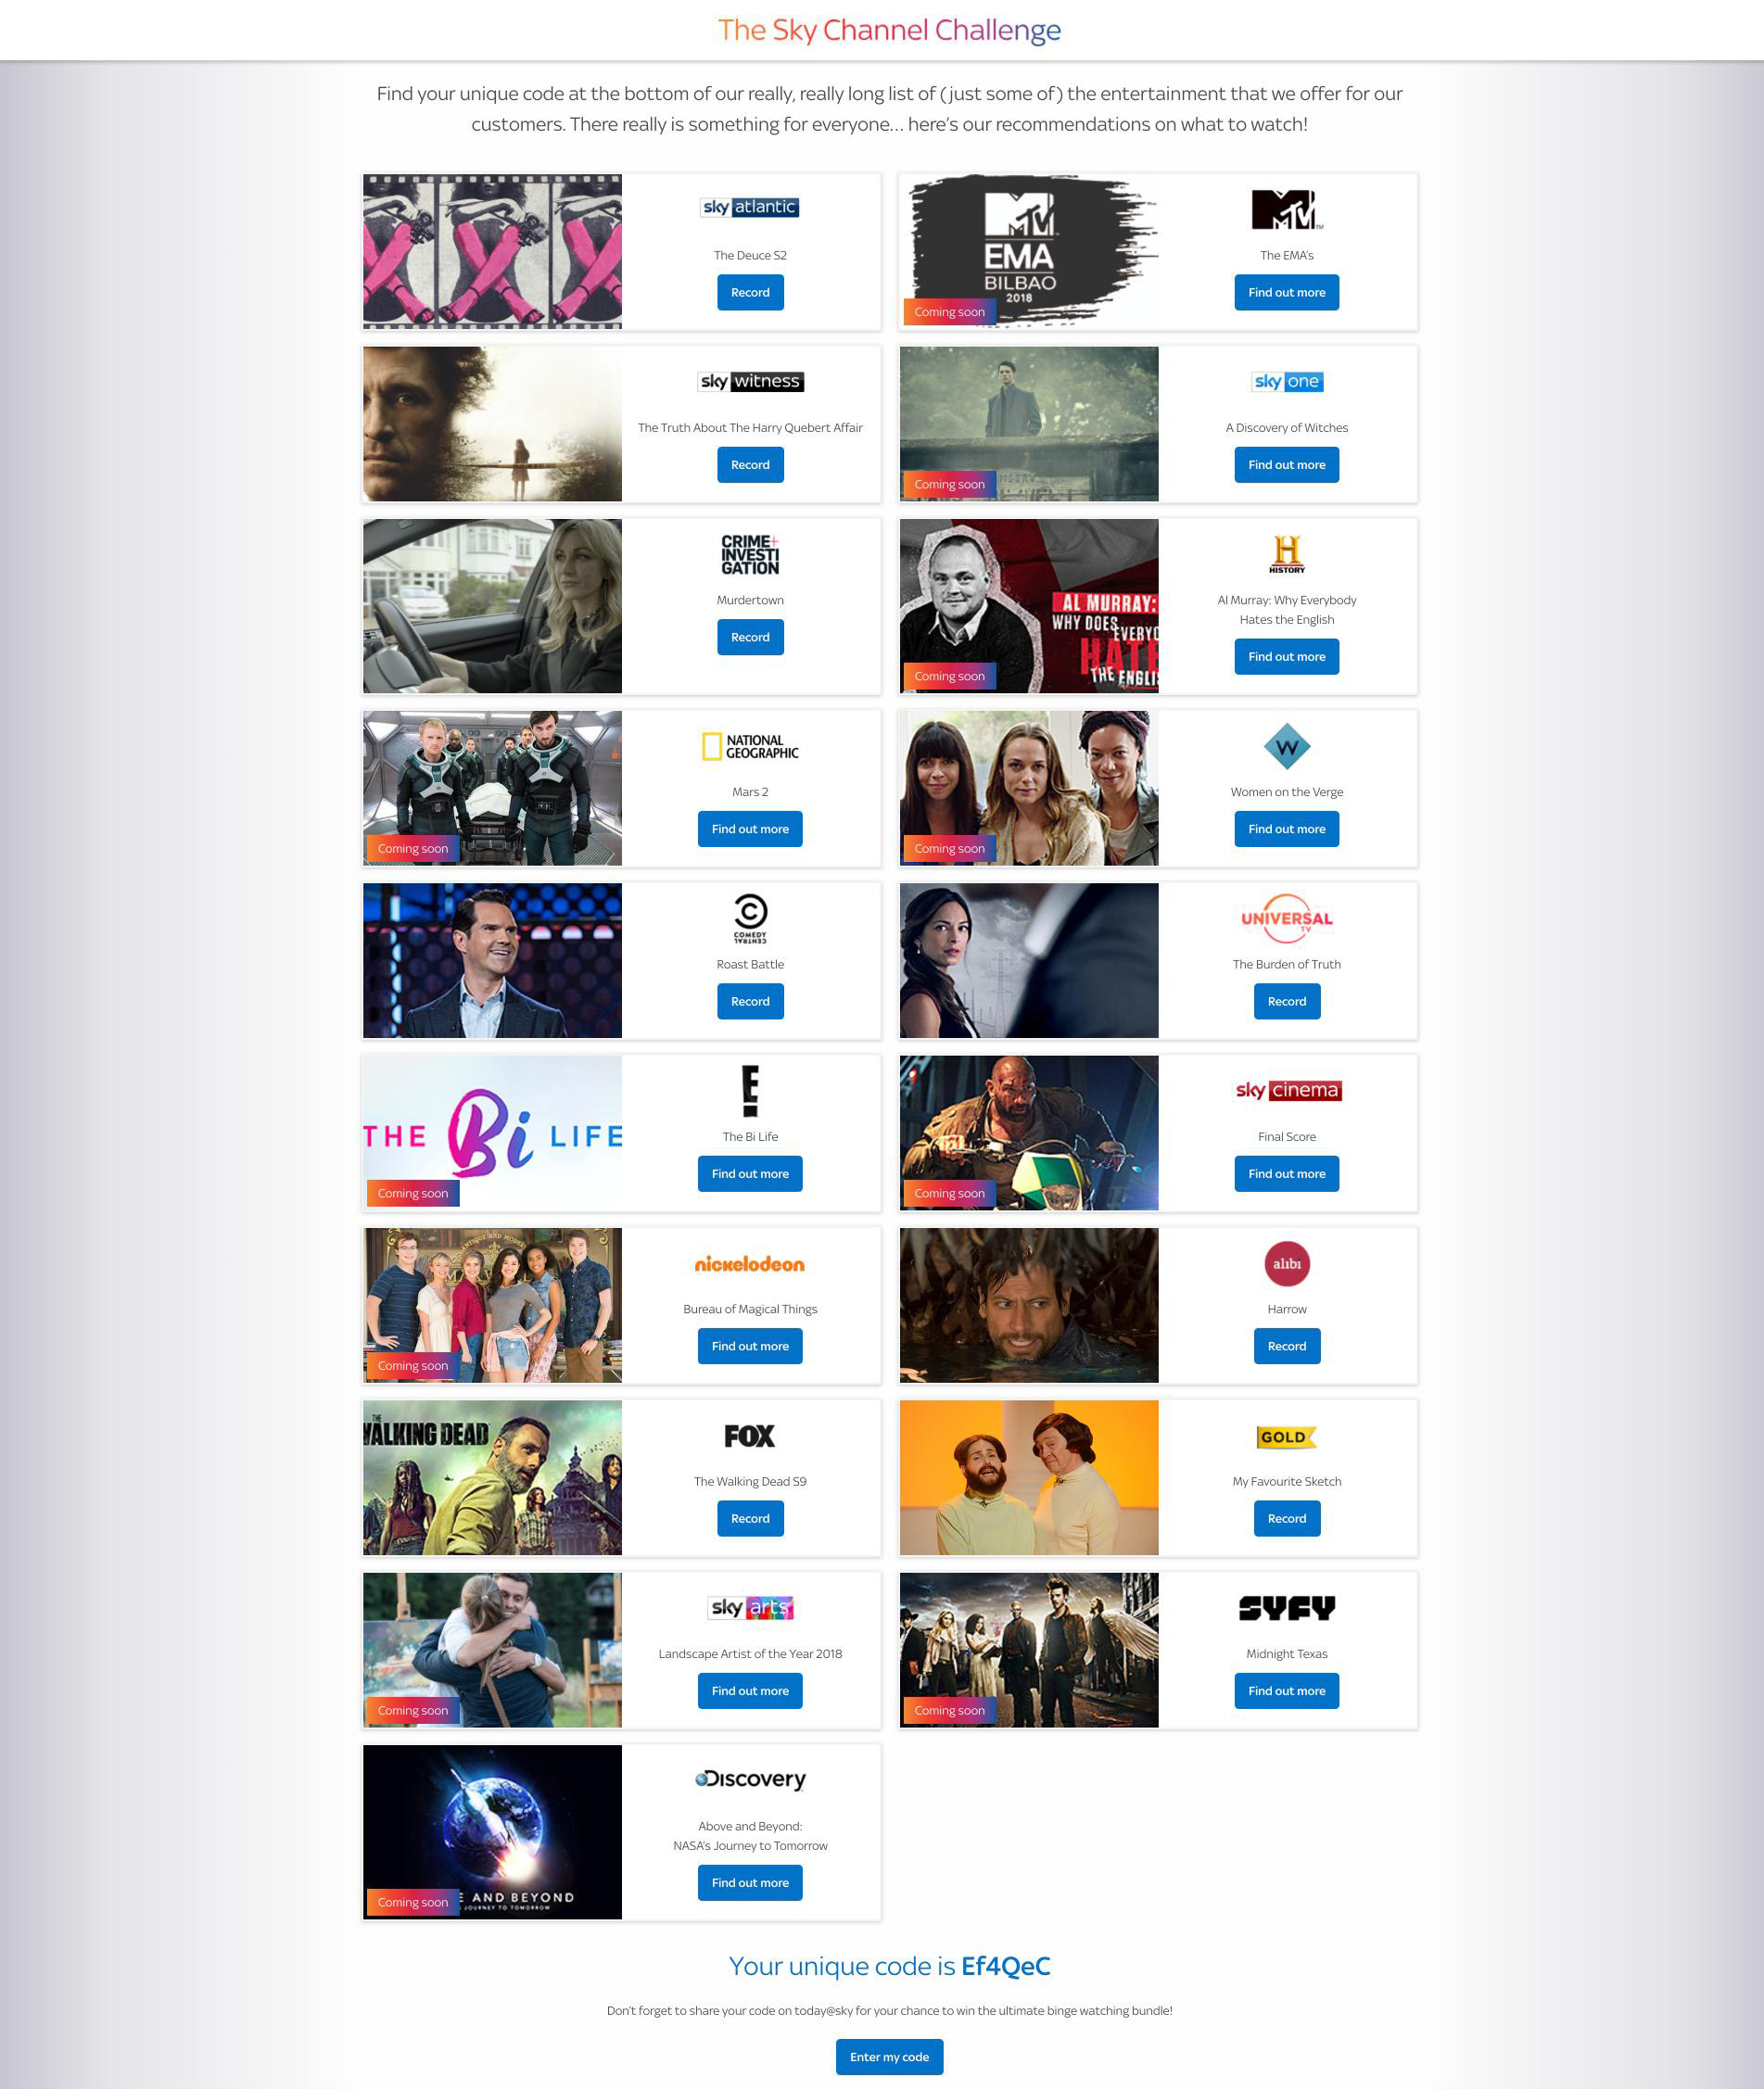 The Sky Channel Challenge
Find your unique code at the bottom of our really, really long list of (just some of) the entertainment that we offer for our
customers. There really is something for everyone... here's our recommendations on what to watch!
sky atlantic
The Deuce S2
Record
MTV
EMA
BILBAO
2018
Coming soon
MTV™
The EMA's
Find out more
sky witness
The Truth About The Harry Quebert Affair
Record
Coming soon
sky one
A Discovery of Witches
Find out more
CRIME+
INVESTI
GATION
Murdertown
Record
AL MURRAY:
WHY DOES
EVERYO
HATE
THE ENGLI
Coming soon
H
HISTORY
Al Murray: Why Everybody
Hates the English
Find out more
Coming soon
NATIONAL
GEOGRAPHIC
Mars 2
Find out more
Coming soon
W
Women on the Verge
Find out more
COMEDY
CENTRAL
Roast Battle
Record
UNIVERSAL
TV
The Burden of Truth
Record
THE Bi LIFE
Coming soon
E!
The Bi Life
Find out more
Coming soon
sky cinema
Final Score
Find out more
Coming soon
nickelodeon
Bureau of Magical Things
Find out more
alibi
Harrow
Record
THE
WALKING DEAD
FOX
The Walking Dead S9
Record
GOLD
My Favourite Sketch
Record
Coming soon
sky arts
Landscape Artist of the Year 2018
Find out more
Coming soon
SYFY
Midnight Texas
Find out more
E AND BEYOND
JOURNEY TO TOMORROW
Coming soon
Discovery
Above and Beyond:
NASA's Journey to Tomorrow
Find out more
Your unique code is Ef4QeC
Don't forget to share your code on today@sky for your chance to win the ultimate binge watching bundle!
Enter my code